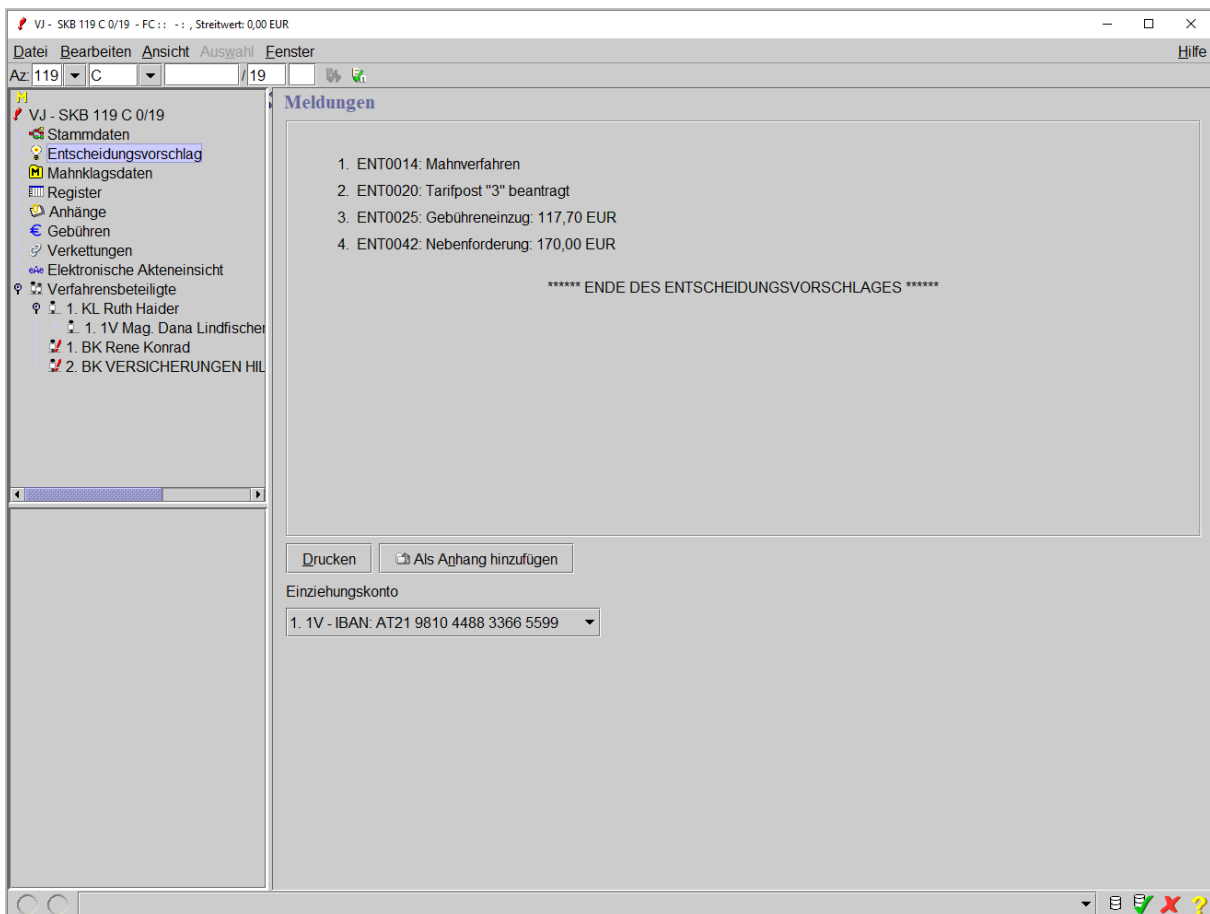 VJ - SKB 119 C 0/19 - FC : : - : , Streitwert: 0,00 EUR
Datei Bearbeiten Ansicht Auswahl Fenster Hilfe
Az: 119 C / 19
M
VJ - SKB 119 C 0/19
Stammdaten
Entscheidungsvorschlag
M Mahnklagsdaten
Register
Anhänge
€ Gebühren
Verkettungen
eAe Elektronische Akteneinsicht
Verfahrensbeteiligte
1. KL Ruth Haider
1. 1V Mag. Dana Lindfischer
1. BK Rene Konrad
2. BK VERSICHERUNGEN HIL
Meldungen
1. ENT0014: Mahnverfahren
2. ENT0020: Tarifpost "3" beantragt
3. ENT0025: Gebühreneinzug: 117,70 EUR
4. ENT0042: Nebenforderung: 170,00 EUR
****** ENDE DES ENTSCHEIDUNGSVORSCHLAGES ******
Drucken Als Anhang hinzufügen
Einziehungskonto
1. 1V - IBAN: AT21 9810 4488 3366 5599